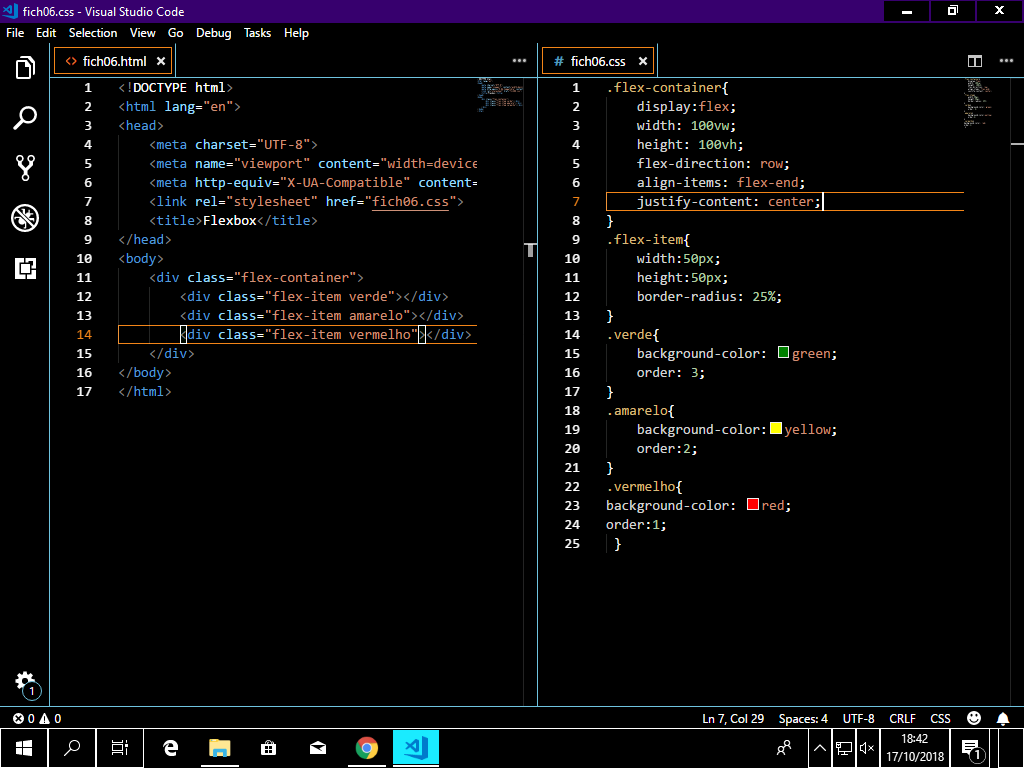 fich06.css - Visual Studio Code
File Edit Selection View Go Debug Tasks Help
fich06.html
1 <!DOCTYPE html>
2 <html lang="en">
3 <head>
4 <meta charset="UTF-8">
5 <meta name="viewport" content="width=device
6 <meta http-equiv="X-UA-Compatible" content=
7 <link rel="stylesheet" href="fich06.css">
8 <title>Flexbox</title>
9 </head>
10 <body>
11 <div class="flex-container">
12 <div class="flex-item verde"></div>
13 <div class="flex-item amarelo"></div>
14 <div class="flex-item vermelho"></div>
15 </div>
16 </body>
17 </html>
# fich06.css
1 .flex-container{
2 display:flex;
3 width: 100vw;
4 height: 100vh;
5 flex-direction: row;
6 align-items: flex-end;
7 justify-content: center;
8 }
9 .flex-item{
10 width:50px;
11 height:50px;
12 border-radius: 25%;
13 }
14 .verde{
15 background-color: green;
16 order: 3;
17 }
18 .amarelo{
19 background-color:yellow;
20 order:2;
21 }
22 .vermelho{
23 background-color: red;
24 order:1;
25 }
1
0 0
Ln 7, Col 29 Spaces: 4 UTF-8 CRLF CSS
18:42
17/10/2018
1